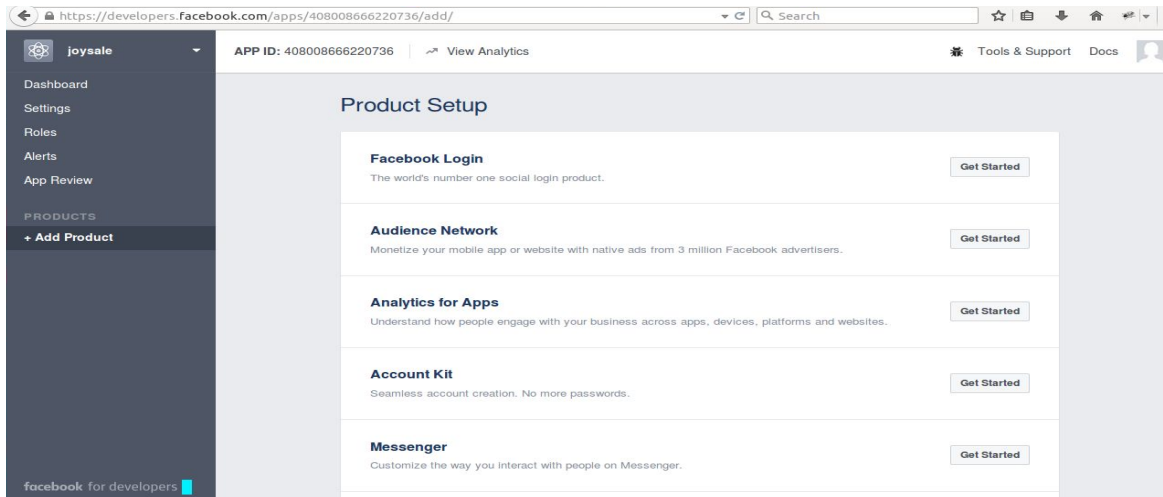 https://developers.facebook.com/apps/408008666220736/add/
Search
joysale
APP ID: 408008666220736
View Analytics
Tools & Support
Docs
Dashboard
Settings
Roles
Alerts
App Review
PRODUCTS
+ Add Product
Product Setup
Facebook Login
The world's number one social login product.
Get Started
Audience Network
Monetize your mobile app or website with native ads from 3 million Facebook advertisers.
Get Started
Analytics for Apps
Understand how people engage with your business across apps, devices, platforms and websites.
Get Started
Account Kit
Seamless account creation. No more passwords.
Get Started
Messenger
Customize the way you interact with people on Messenger.
Get Started
facebook for developers